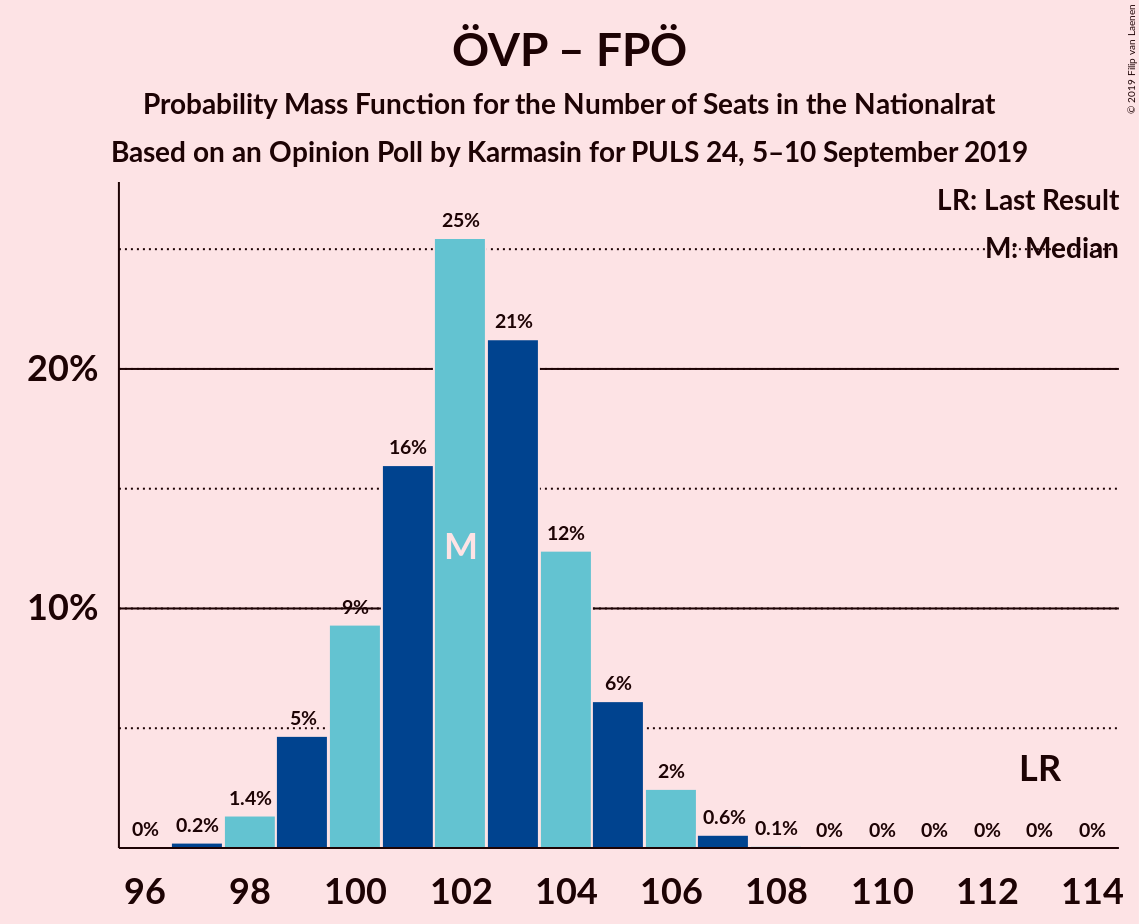 ÖVP – FPÖ
Probability Mass Function for the Number of Seats in the Nationalrat
Based on an Opinion Poll by Karmasin for PULS 24, 5–10 September 2019
© 2019 Filip van Laenen
LR: Last Result
M: Median
25%
21%
20%
16%
12%
M
10%
9%
6%
5%
LR
2%
1.4%
0.6%
0% 0.2% 0.1% 0% 0% 0% 0% 0% 0%
96 98 100 102 104 106 108 110 112 114